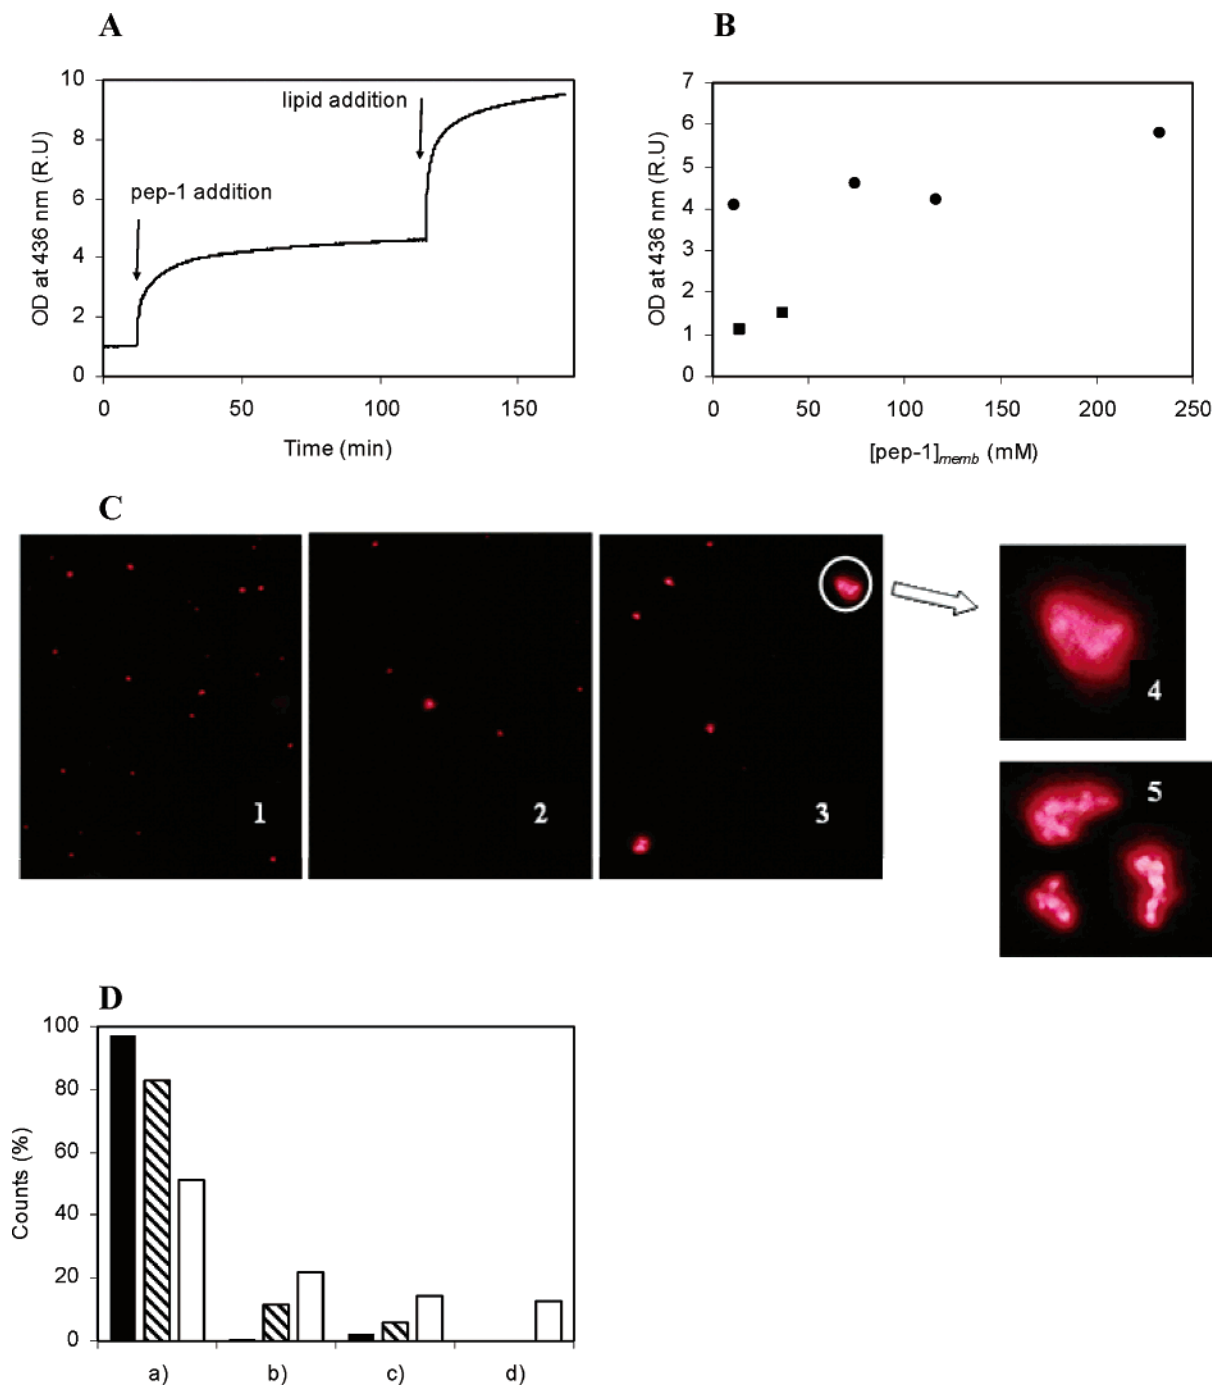 A
OD at 436 nm (R.U)
10
8
6
4
2
0
pep-1 addition
lipid addition
0 50 100 150
Time (min)
B
OD at 436 nm (R.U)
7
6
5
4
3
2
1
0
0 50 100 150 200 250
[pep-1]memb (mM)
C
1
2
3
4
5
D
Counts (%)
100
80
60
40
20
0
a) b) c) d)